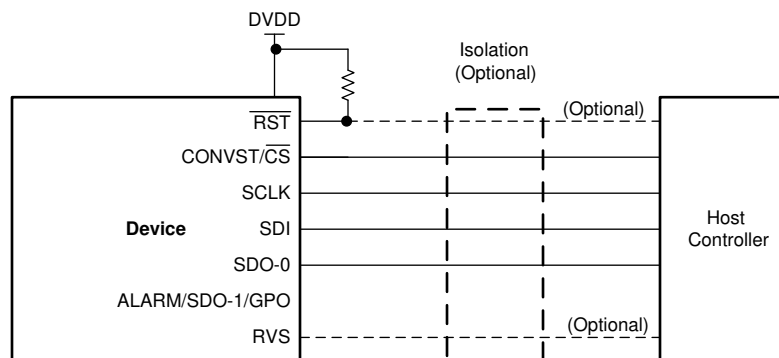 DVDD
Isolation
(Optional)
(Optional)
RST
CONVST/CS
SCLK
Device
SDI
SDO-0
ALARM/SDO-1/GPO
RVS
(Optional)
Host
Controller